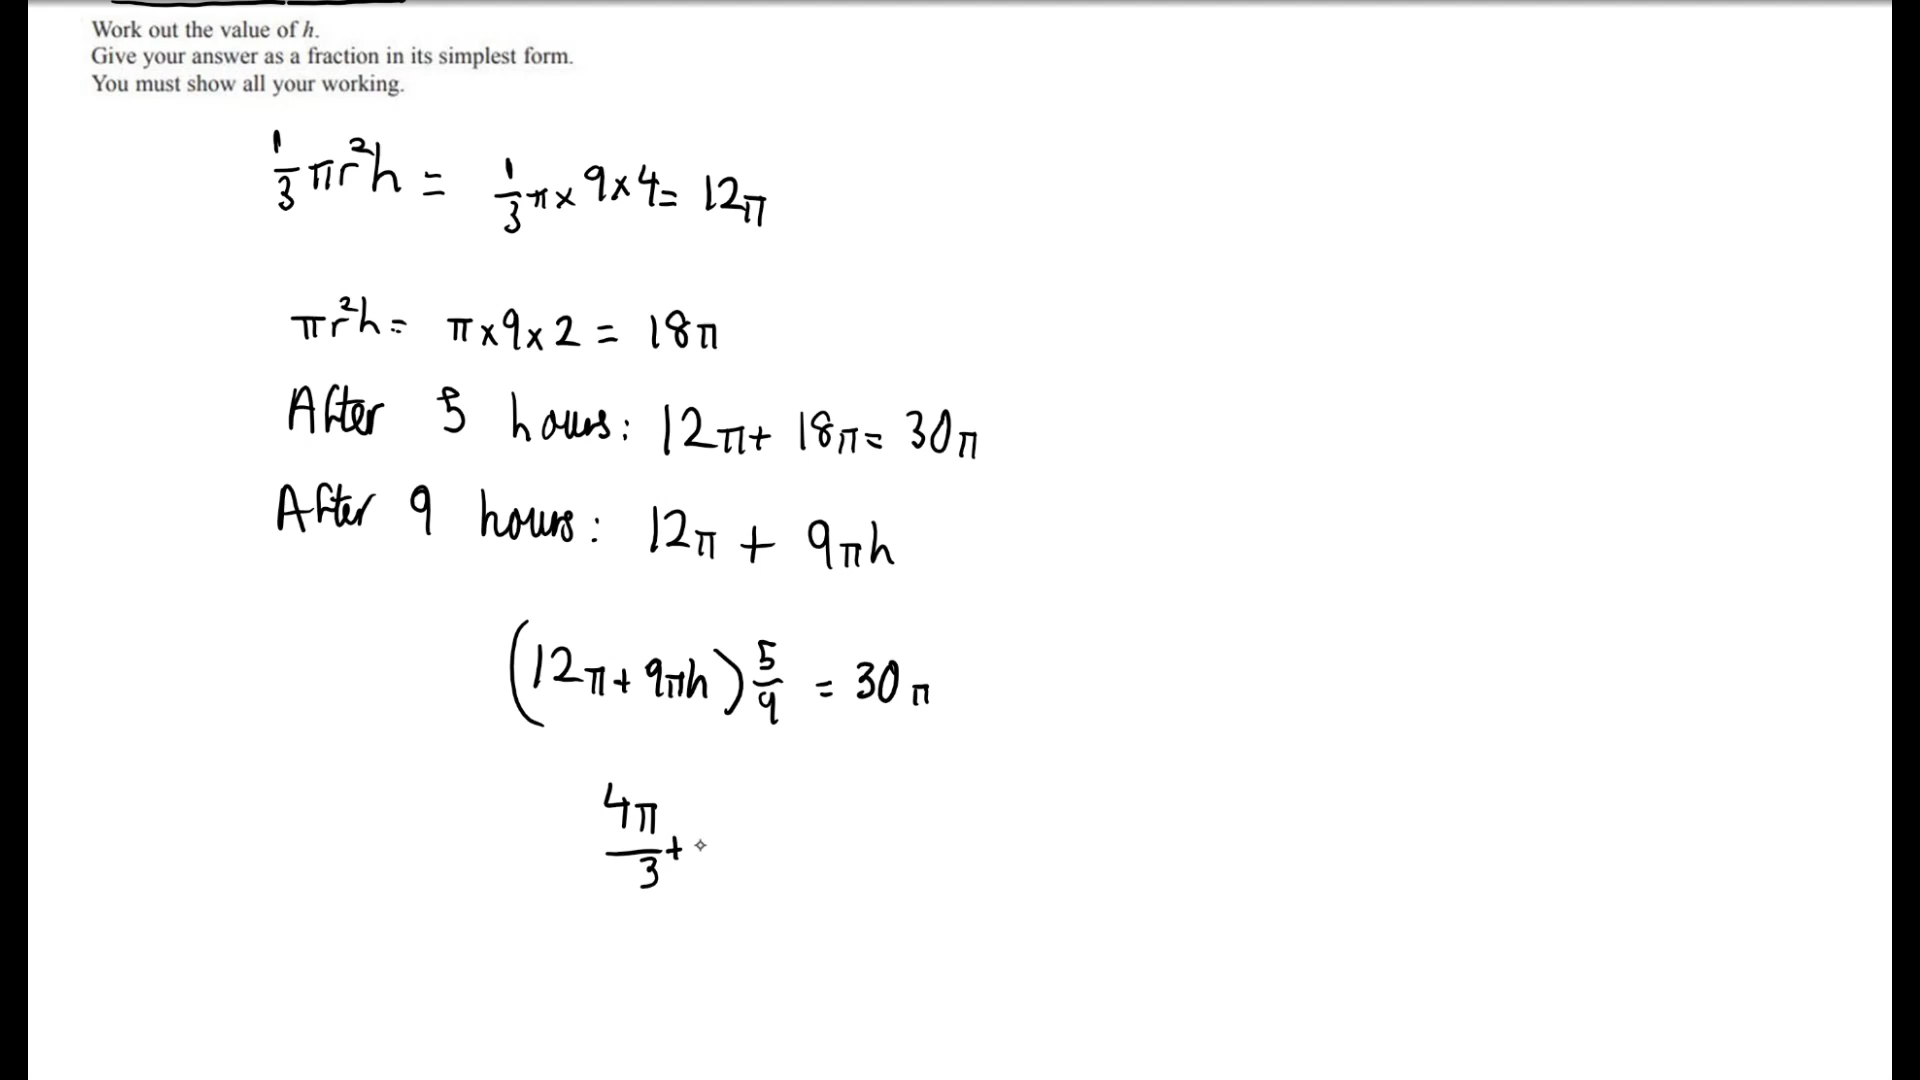 Work out the value of h.
Give your answer as a fraction in its simplest form.
You must show all your working.
1/3 πr²h = 1/3 π × 9 × 4 = 12π
πr²h = π × 9 × 2 = 18π
After 5 hours: 12π + 18π = 30π
After 9 hours: 12π + 9πh
(12π + 9πh) 5/9 = 30π
4π/3 +